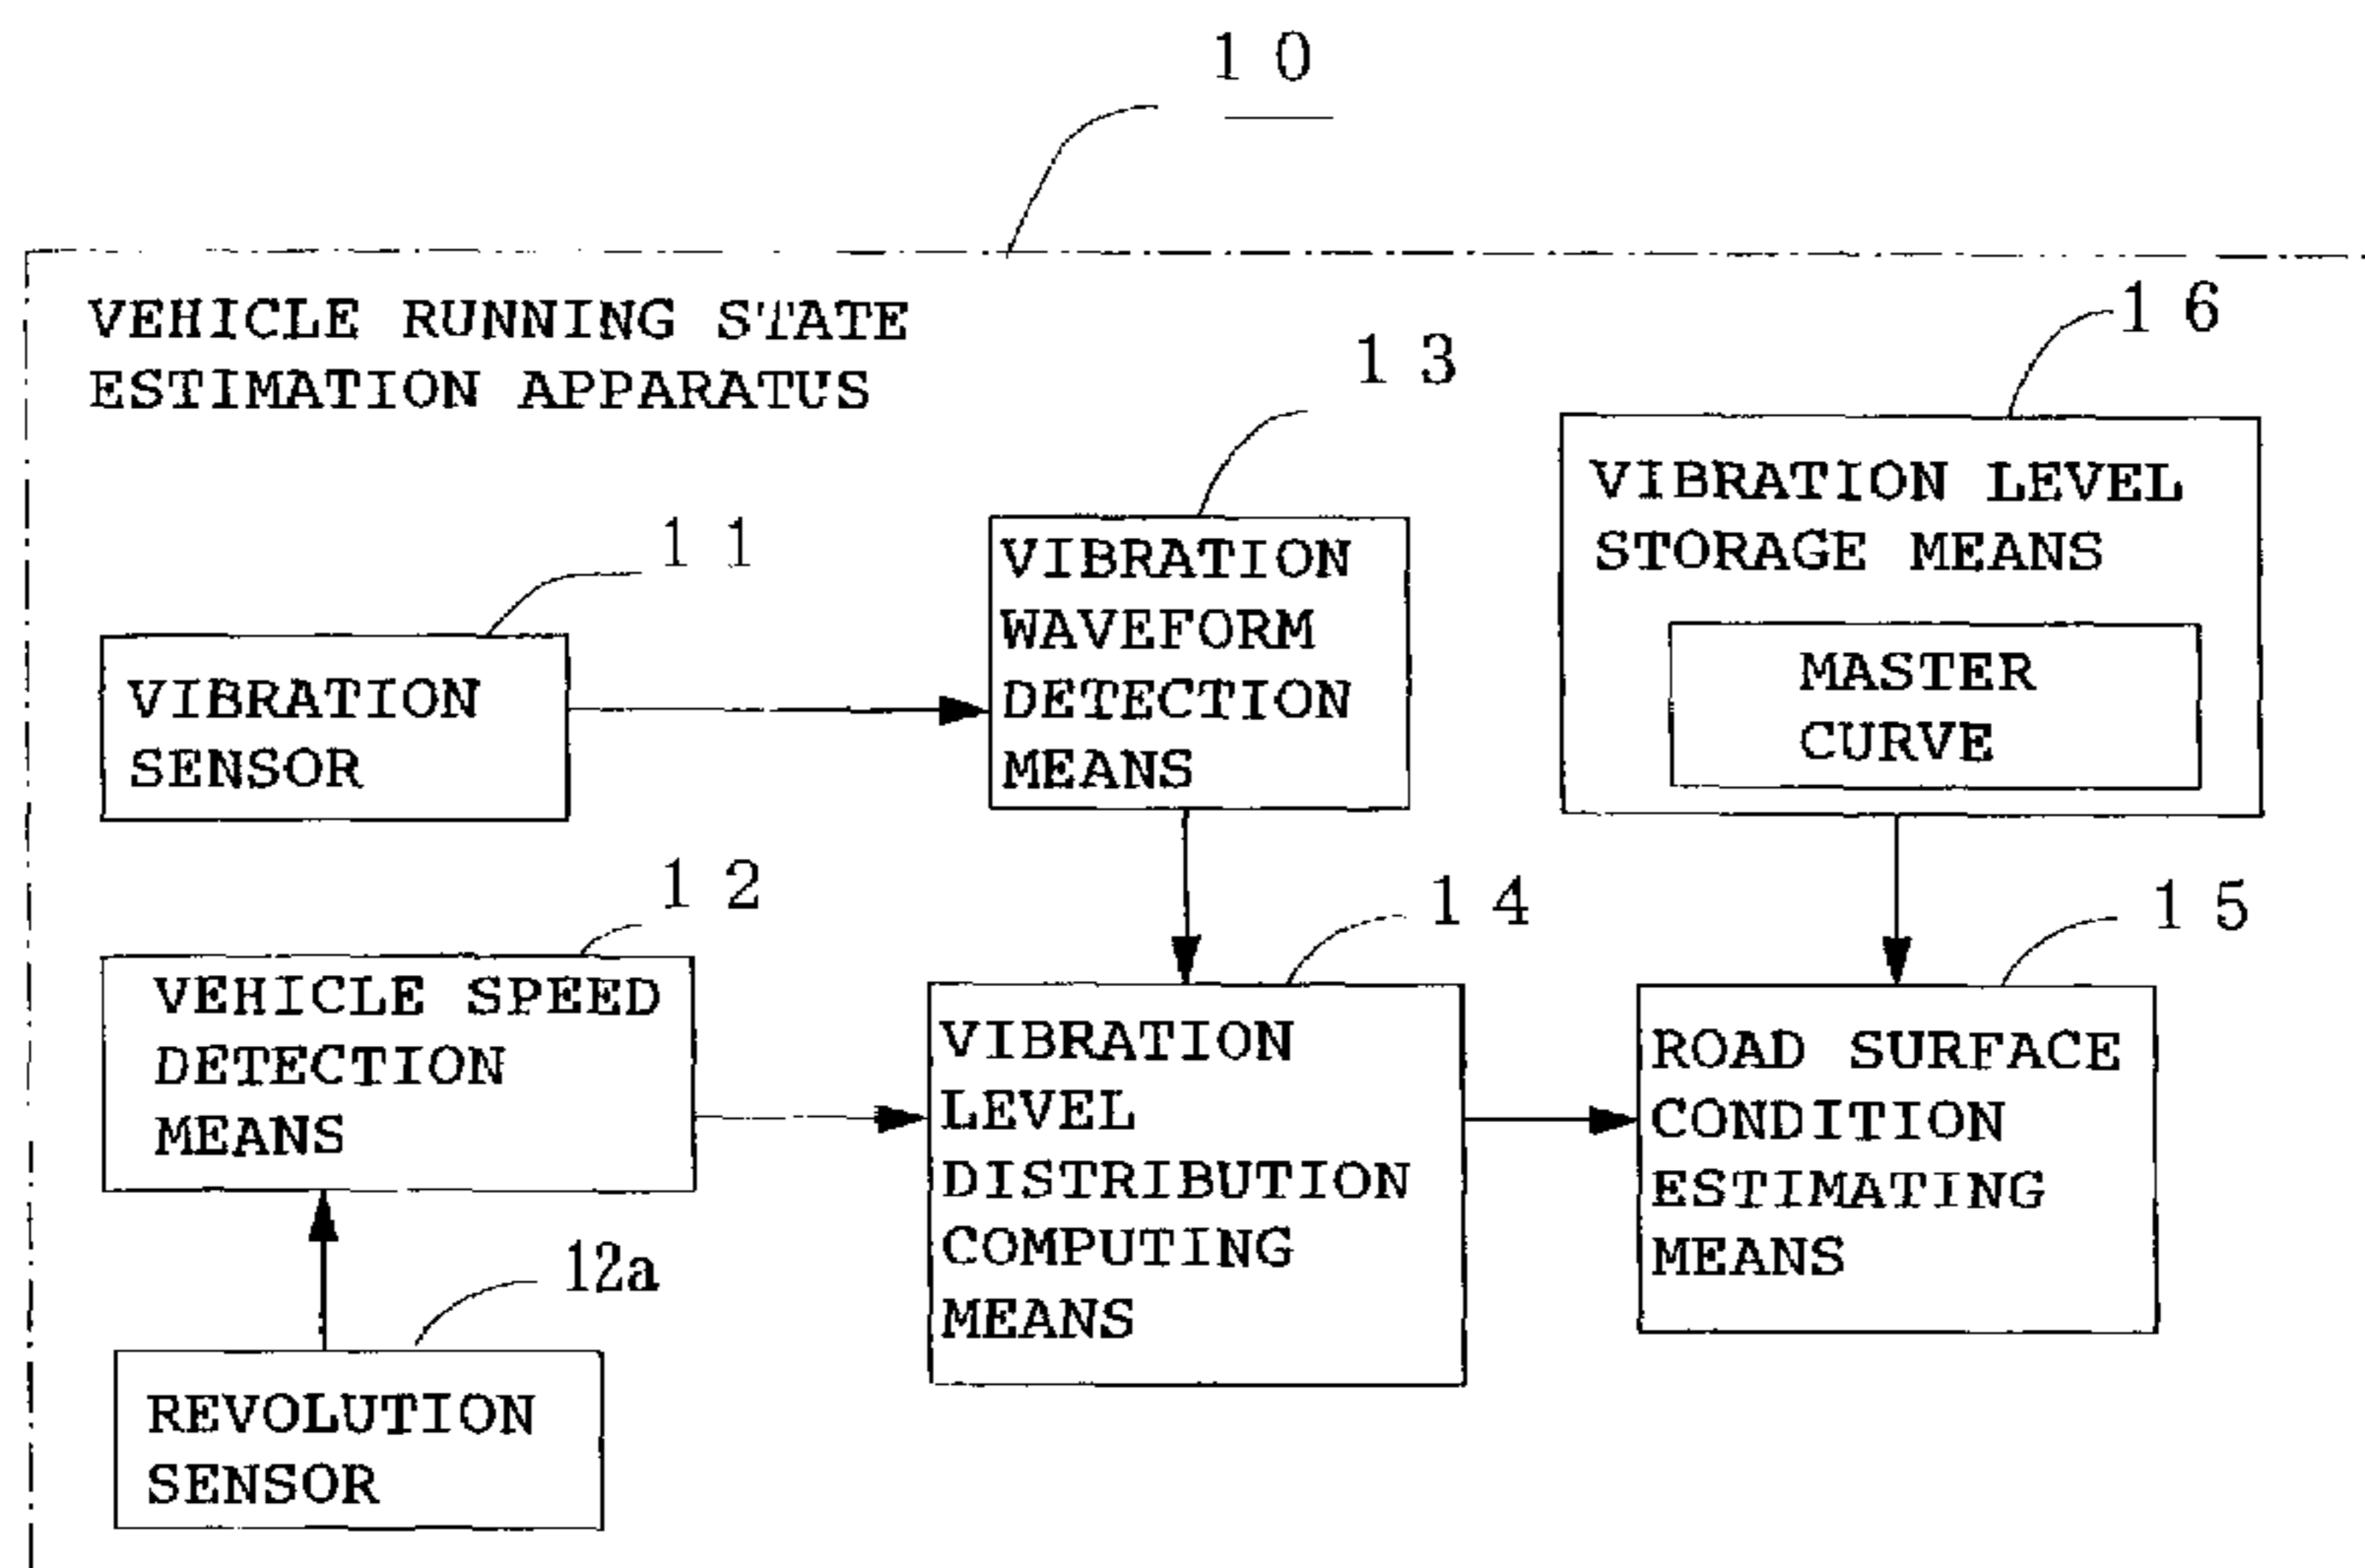 10
VEHICLE RUNNING STATE
ESTIMATION APPARATUS
11
VIBRATION
SENSOR
13
VIBRATION
WAVEFORM
DETECTION
MEANS
16
VIBRATION LEVEL
STORAGE MEANS
MASTER
CURVE
12
VEHICLE SPEED
DETECTION
MEANS
12a
REVOLUTION
SENSOR
14
VIBRATION
LEVEL
DISTRIBUTION
COMPUTING
MEANS
15
ROAD SURFACE
CONDITION
ESTIMATING
MEANS